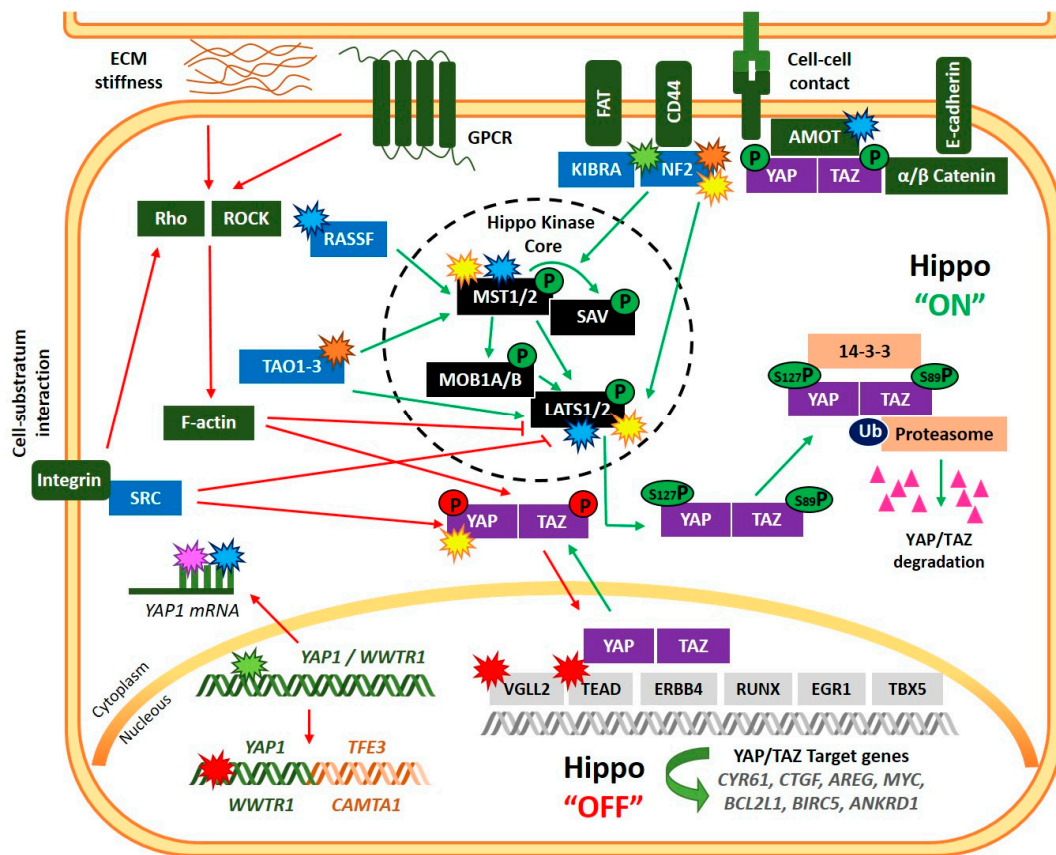 ECM
stiffness
GPCR
FAT
CD44
Cell-cell
contact
E-cadherin
AMOT
P
YAP
TAZ
P
α/β Catenin
KIBRA
NF2
Rho
ROCK
RASSF
Hippo Kinase
Core
MST1/2
P
SAV
P
TAO1-3
MOB1A/B
P
LATS1/2
P
Hippo
“ON”
14-3-3
S127P
YAP
TAZ
S89P
Ub
Proteasome
YAP/TAZ
degradation
Cell-substratum
interaction
F-actin
Integrin
SRC
P
YAP
TAZ
P
S127P
YAP
TAZ
S89P
YAP1 mRNA
Cytoplasm
Nucleous
YAP1 / WWTR1
YAP1
TFE3
WWTR1
CAMTA1
YAP
TAZ
VGLL2
TEAD
ERBB4
RUNX
EGR1
TBX5
Hippo
“OFF”
YAP/TAZ Target genes
CYR61, CTGF, AREG, MYC,
BCL2L1, BIRC5, ANKRD1